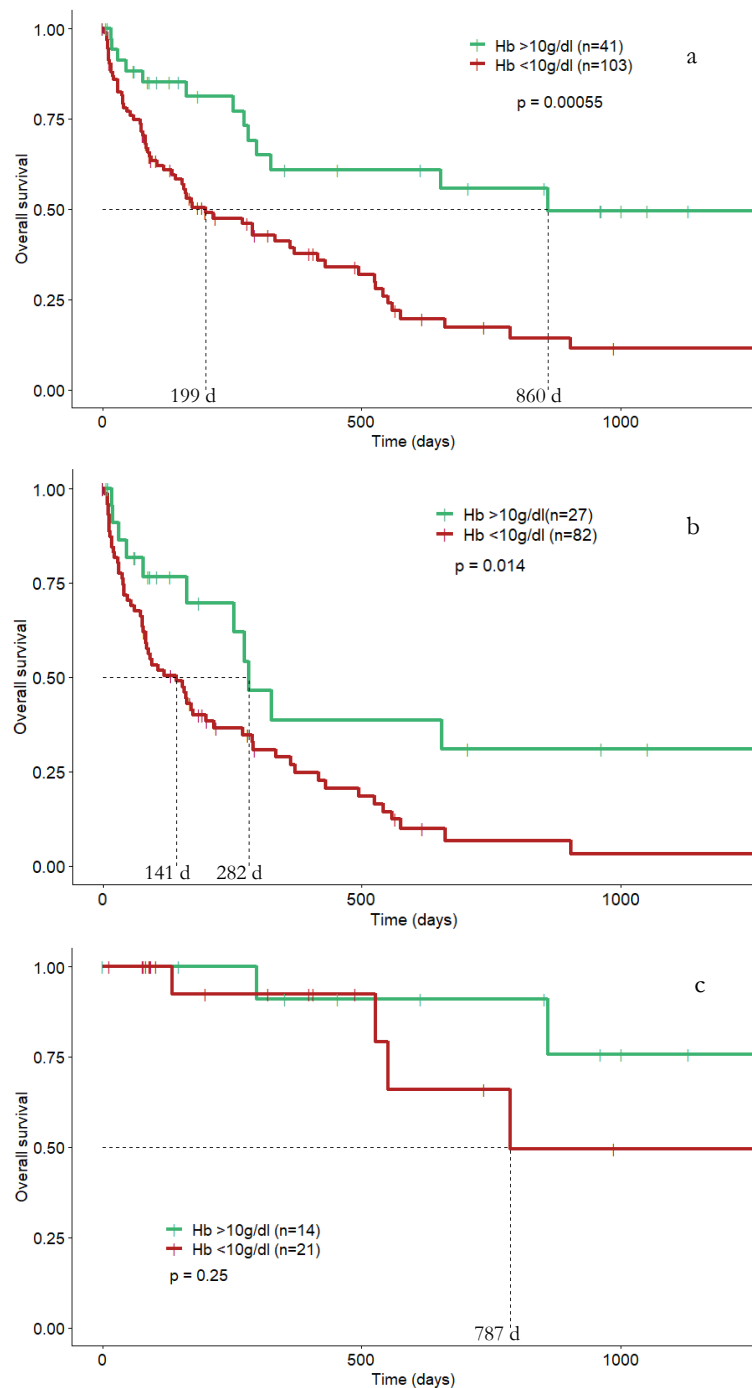 a
Hb >10g/dl (n=41)
Hb <10g/dl (n=103)
p = 0.00055
Overall survival
1.00
0.75
0.50
0.25
0.00
199 d
860 d
0
500
1000
Time (days)
b
Hb >10g/dl(n=27)
Hb <10g/dl (n=82)
p = 0.014
Overall survival
1.00
0.75
0.50
0.25
0.00
141 d
282 d
0
500
1000
Time (days)
c
Overall survival
1.00
0.75
0.50
0.25
0.00
Hb >10g/dl (n=14)
Hb <10g/dl (n=21)
p = 0.25
787 d
0
500
1000
Time (days)